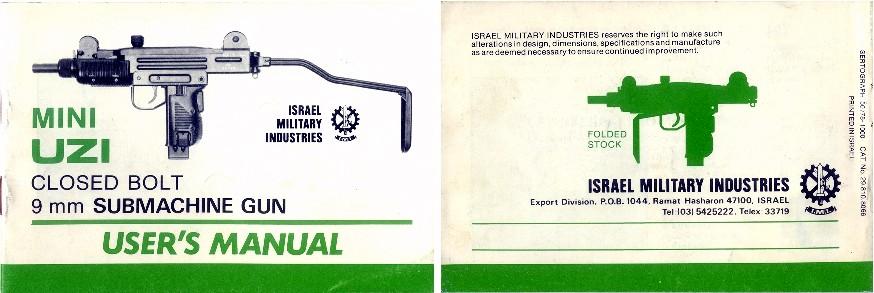 MINI
UZI
CLOSED BOLT
9 mm SUBMACHINE GUN
ISRAEL
MILITARY
INDUSTRIES
I.M.I.
USER'S MANUAL
ISRAEL MILITARY INDUSTRIES reserves the right to make such
alterations in design, dimensions, specifications and manufacture
as are deemed necessary to ensure continued improvement.
FOLDED
STOCK
ISRAEL MILITARY INDUSTRIES
Export Division, P.O.B. 1044, Ramat Hasharon 47100, ISRAEL
Tel: (03) 5425222. Telex 33719
I.M.I.
PRINTED IN ISRAEL